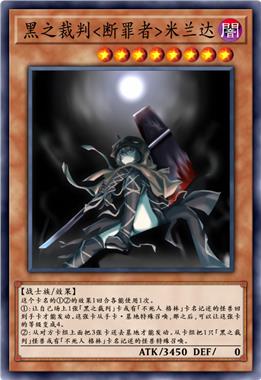 黑之裁判<断罪者>米兰达
闇
[战士族/效果]
这个卡名的①②的效果1回合各能使用1次。
①:让自己场上1张「黑之裁判」卡或有「不死人 格林」卡名记述的怪兽回
到手卡才能发动。这张卡从手卡・墓地特殊召唤。那之后,可以让这张卡
的等级变成4。
②:从对方卡组上面把3张卡送去墓地才能发动。从卡组把1只「黑之裁
判」怪兽或有「不死人 格林」卡名记述的怪兽特殊召唤。
ATK/3450 DEF/ 0